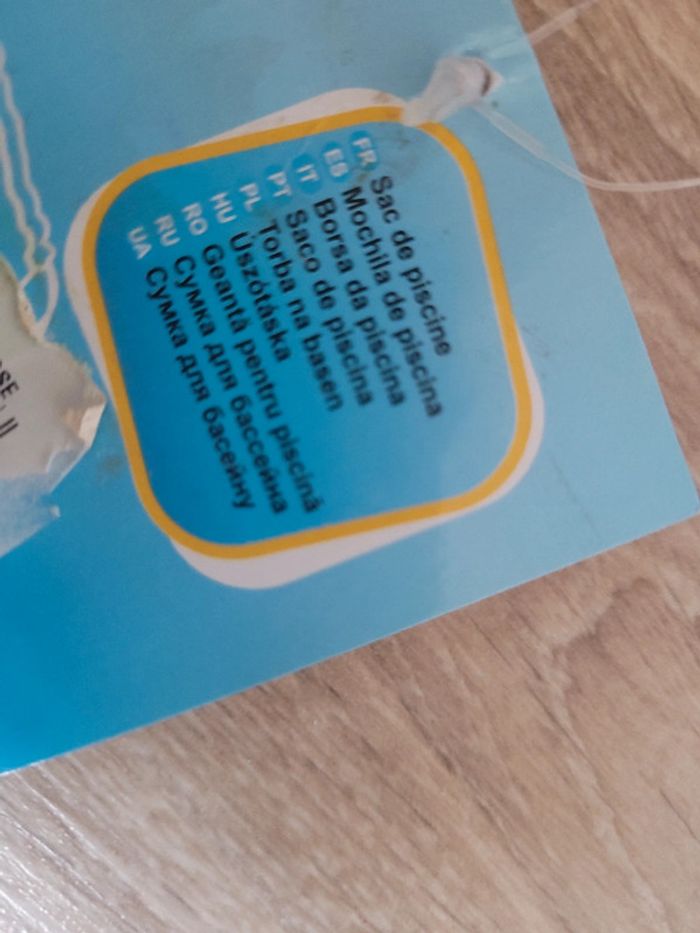 FR Sac de piscine
ES Mochila de piscina
IT Borsa da piscina
PT Saco de piscina
PL Torba na basen
HU Úszótáska
RO Geantă pentru piscină
RU Сумка для бассейна
UA Сумка для басейну